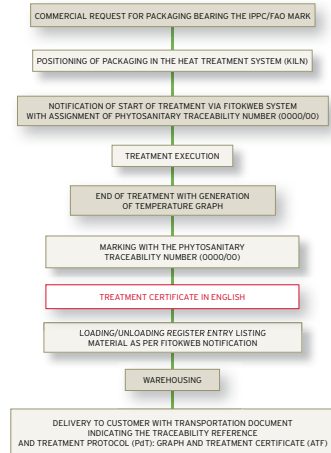 COMMERCIAL REQUEST FOR PACKAGING BEARING THE IPPC/FAO MARK
POSITIONING OF PACKAGING IN THE HEAT TREATMENT SYSTEM (KILN)
NOTIFICATION OF START OF TREATMENT VIA FITOKWEB SYSTEM
WITH ASSIGNMENT OF PHYTOSANITARY TRACEABILITY NUMBER (0000/00)
TREATMENT EXECUTION
END OF TREATMENT WITH GENERATION
OF TEMPERATURE GRAPH
MARKING WITH THE PHYTOSANITARY
TRACEABILITY NUMBER (0000/00)
TREATMENT CERTIFICATE IN ENGLISH
LOADING/UNLOADING REGISTER ENTRY LISTING
MATERIAL AS PER FITOKWEB NOTIFICATION
WAREHOUSING
DELIVERY TO CUSTOMER WITH TRANSPORTATION DOCUMENT
INDICATING THE TRACEABILITY REFERENCE
AND TREATMENT PROTOCOL (PdT): GRAPH AND TREATMENT CERTIFICATE (ATF)